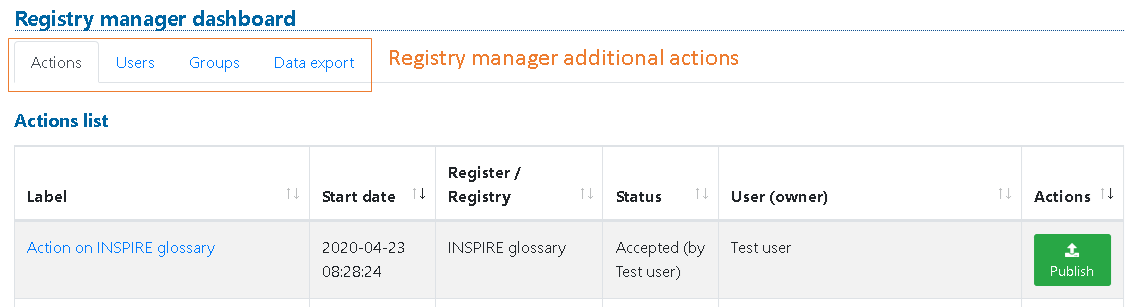 Registry manager dashboard
Actions Users Groups Data export Registry manager additional actions
Actions list
Label Start date Register / Registry Status User (owner) Actions
Action on INSPIRE glossary 2020-04-23 08:28:24 INSPIRE glossary Accepted (by Test user) Test user Publish